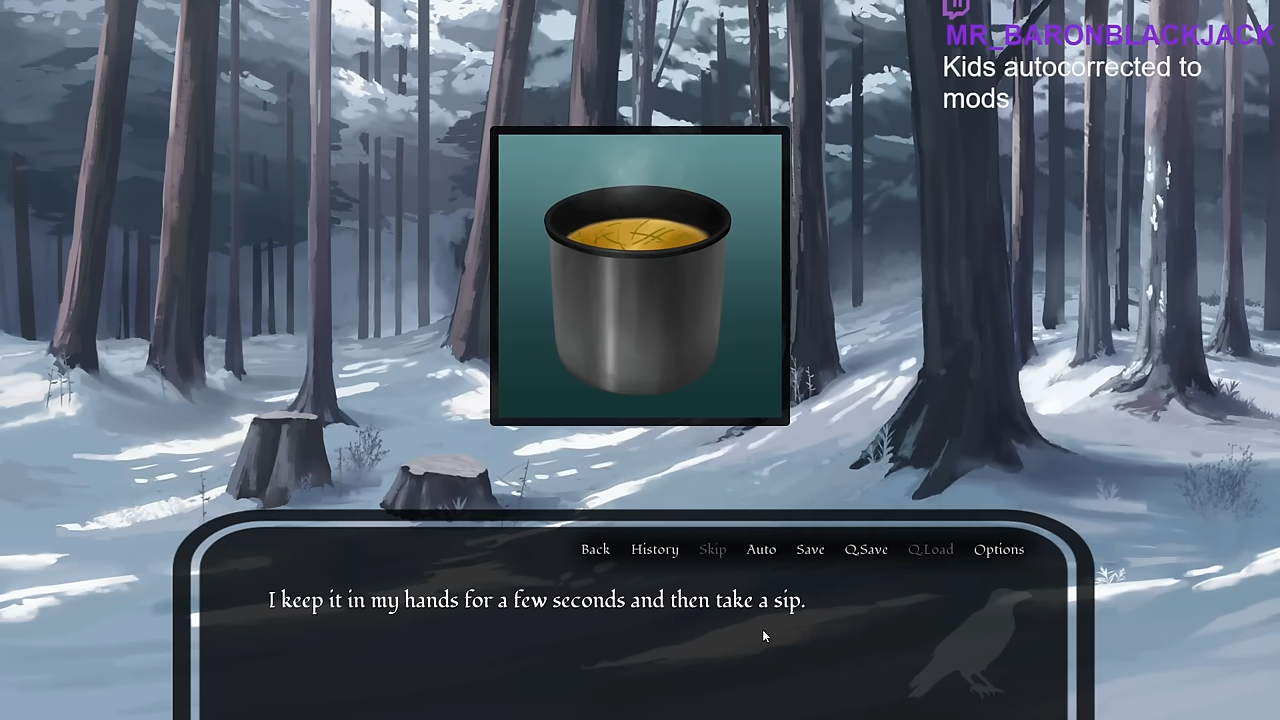 MR_BARONBLACKJACK
Kids autocorrected to
mods
Back History Skip Auto Save Q.Save Q.Load Options
I keep it in my hands for a few seconds and then take a sip.